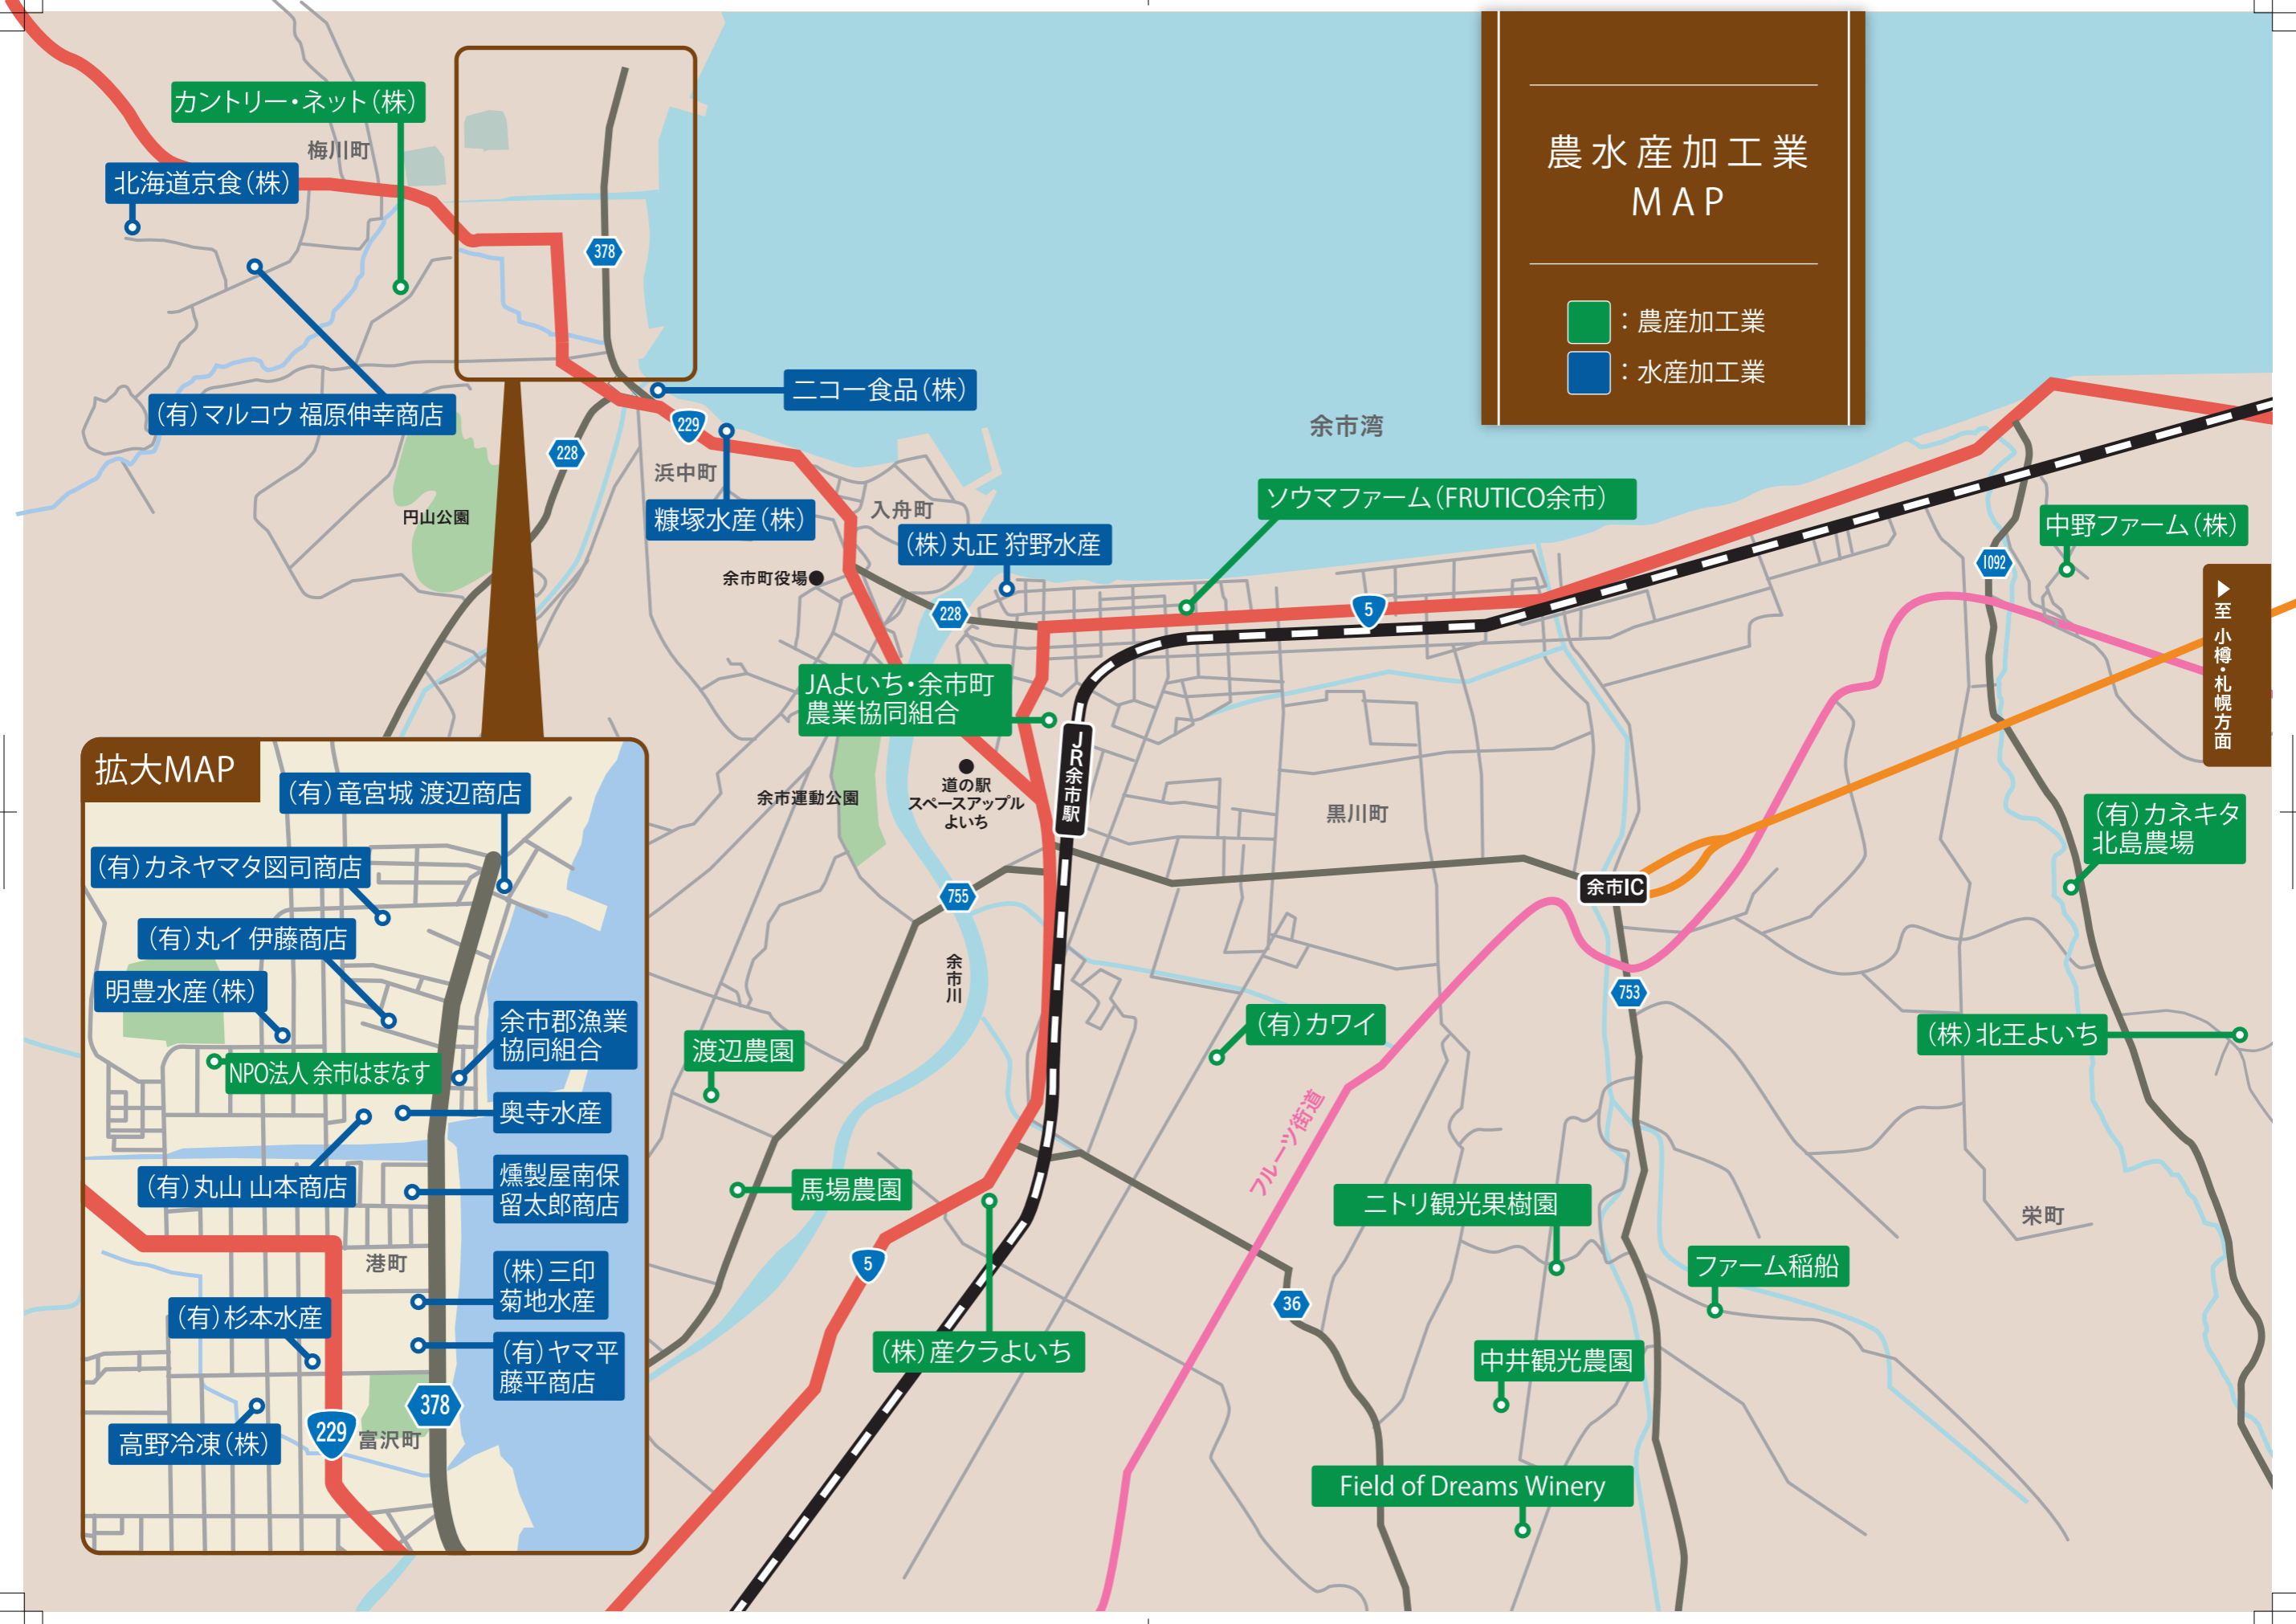 農水産加工業
MAP
：農産加工業
：水産加工業
カントリー・ネット（株）
梅川町
北海道京食（株）
378
（有）マルコウ 福原伸幸商店
ニコー食品（株）
229
228
浜中町
円山公園
糠塚水産（株）
入舟町
（株）丸正 狩野水産
余市町役場
228
余市湾
ソウマファーム（FRUTICO余市）
5
中野ファーム（株）
1092
▶至 小樽・札幌方面
JAよいち・余市町
農業協同組合
JR余市駅
道の駅
スペースアップル
よいち
余市運動公園
黒川町
（有）カネキタ
北島農場
余市IC
755
余市川
753
（有）カワイ
（株）北王よいち
渡辺農園
フルーツ街道
馬場農園
ニトリ観光果樹園
栄町
ファーム稲船
5
36
（株）産クラよいち
中井観光農園
Field of Dreams Winery
拡大MAP
（有）竜宮城 渡辺商店
（有）カネヤマタ図司商店
（有）丸イ 伊藤商店
明豊水産（株）
余市郡漁業
協同組合
NPO法人 余市はまなす
奥寺水産
（有）丸山 山本商店
燻製屋南保
留太郎商店
港町
（株）三印
菊地水産
（有）杉本水産
（有）ヤマ平
藤平商店
378
229
富沢町
高野冷凍（株）